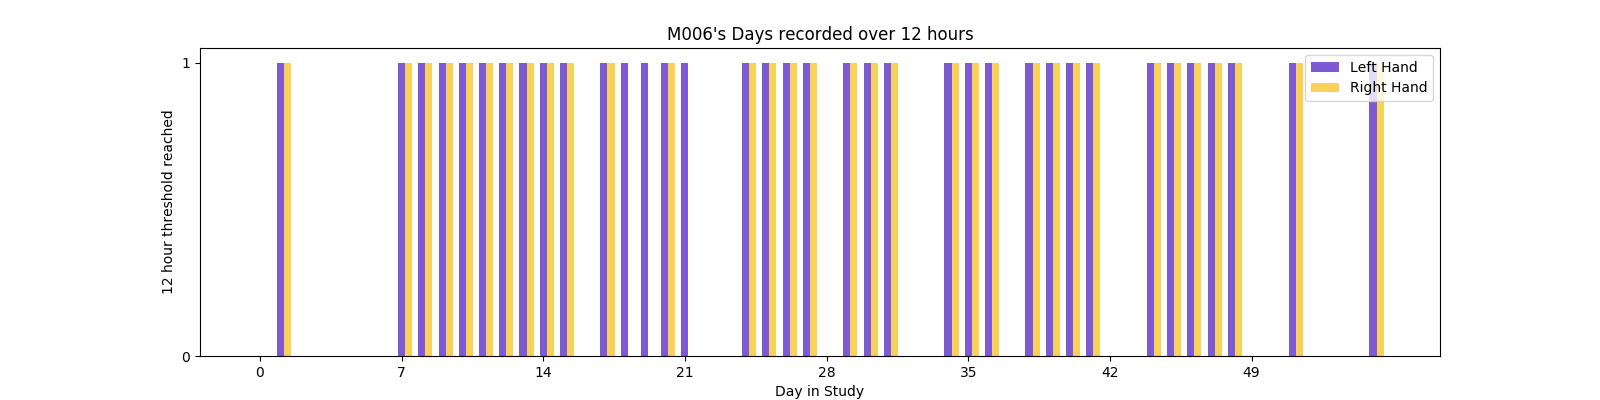 M006's Days recorded over 12 hours
Left Hand
Right Hand
12 hour threshold reached
1
0
0 7 14 21 28 35 42 49
Day in Study